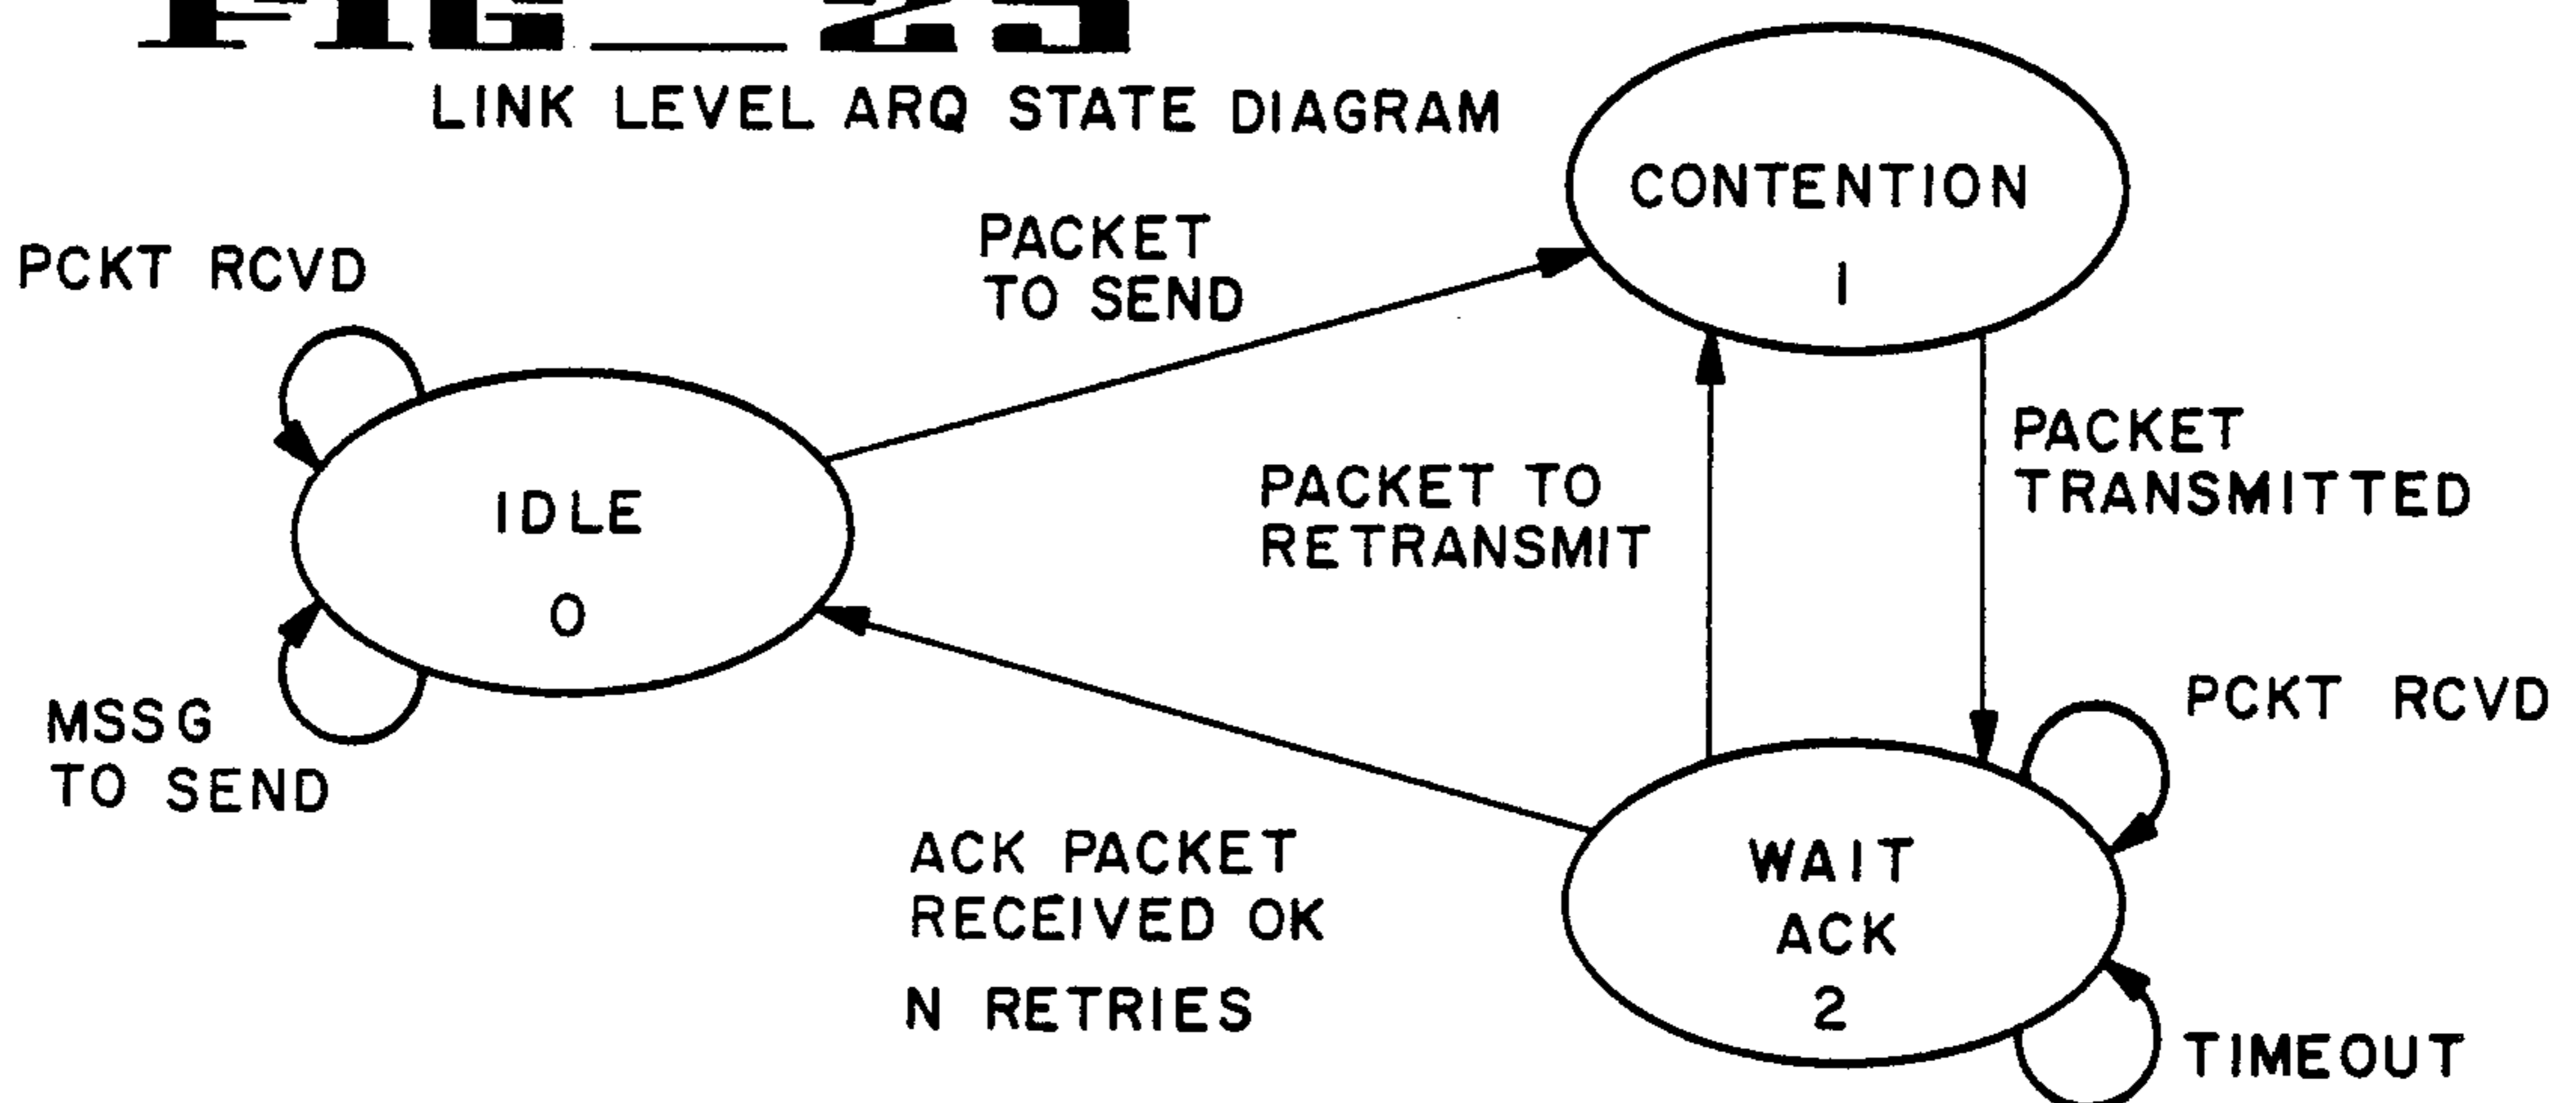 FIG_25
LINK LEVEL ARQ STATE DIAGRAM
CONTENTION
1
PACKET
TO SEND
PCKT RCVD
IDLE
0
PACKET TO
RETRANSMIT
PACKET
TRANSMITTED
MSSG
TO SEND
PCKT RCVD
ACK PACKET
RECEIVED OK
N RETRIES
WAIT
ACK
2
TIMEOUT